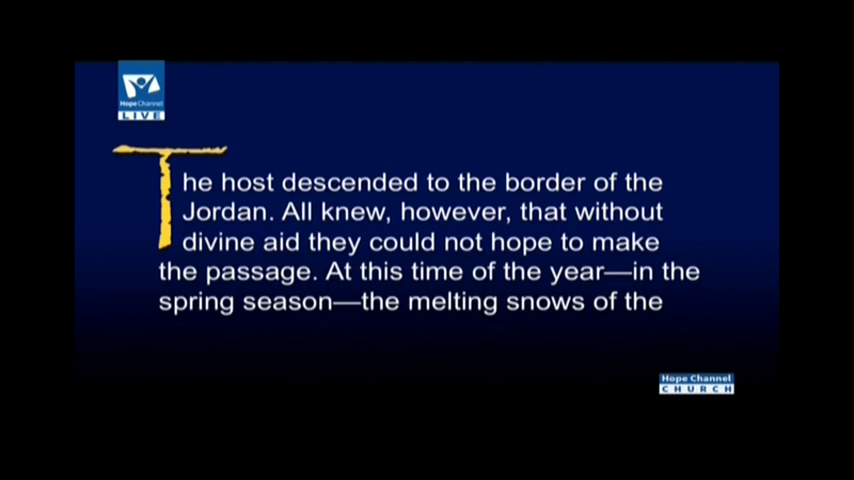 Hope Channel
LIVE
The host descended to the border of the
Jordan. All knew, however, that without
divine aid they could not hope to make
the passage. At this time of the year—in the
spring season—the melting snows of the
Hope Channel
CHURCH